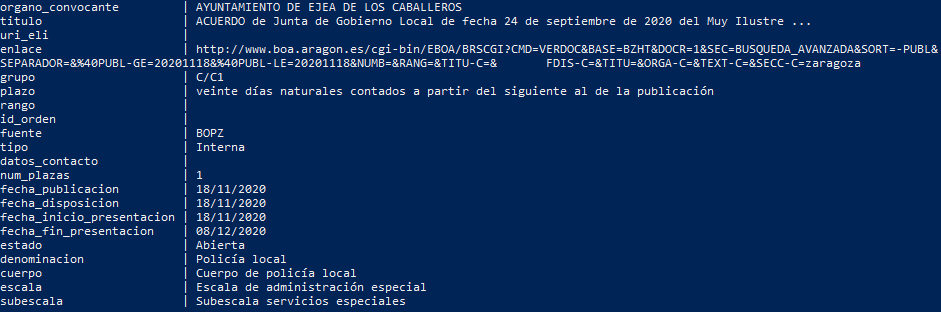 organo_convocante | AYUNTAMIENTO DE EJEA DE LOS CABALLEROS
titulo | ACUERDO de Junta de Gobierno Local de fecha 24 de septiembre de 2020 del Muy Ilustre ...
uri_eli |
enlace | http://www.boa.aragon.es/cgi-bin/EBOA/BRSCGI?CMD=VERDOC&BASE=BZHT&DOCR=1&SEC=BUSQUEDA_AVANZADA&SORT=-PUBL&
SEPARADOR=&%40PUBL-GE=20201118&%40PUBL-LE=20201118&NUMB=&RANG=&TITU-C=& FDIS-C=&TITU=&ORGA-C=&TEXT-C=&SECC-C=zaragoza
grupo | C/C1
plazo | veinte días naturales contados a partir del siguiente al de la publicación
rango |
id_orden |
fuente | BOPZ
tipo | Interna
datos_contacto |
num_plazas | 1
fecha_publicacion | 18/11/2020
fecha_disposicion | 18/11/2020
fecha_inicio_presentacion | 18/11/2020
fecha_fin_presentacion | 08/12/2020
estado | Abierta
denominacion | Policía local
cuerpo | Cuerpo de policía local
escala | Escala de administración especial
subescala | Subescala servicios especiales